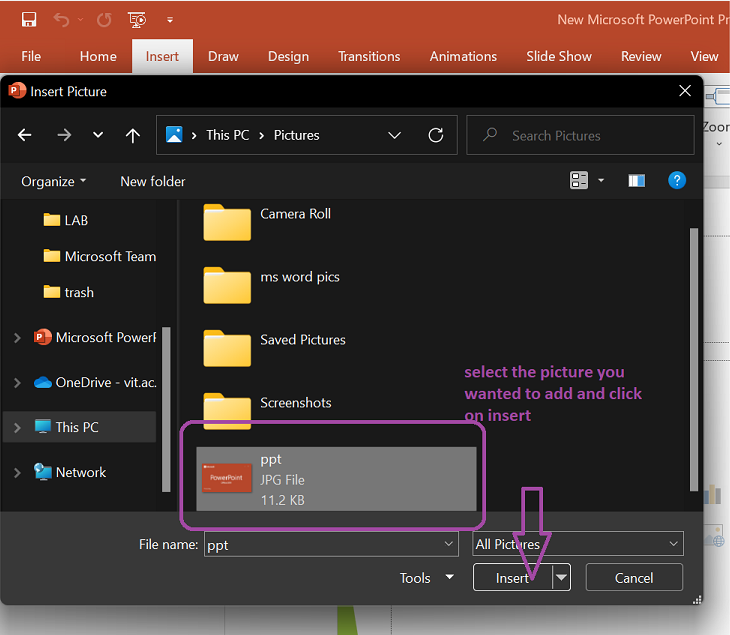 New Microsoft PowerPoint Pr
File Home Insert Draw Design Transitions Animations Slide Show Review View
Insert Picture
This PC > Pictures
Search Pictures
Zoor
Organize New folder
LAB
Microsoft Team
trash
Microsoft PowerP
OneDrive - vit.ac.
This PC
Network
Camera Roll
ms word pics
Saved Pictures
Screenshots
ppt
JPG File
11.2 KB
select the picture you
wanted to add and click
on insert
File name: ppt All Pictures
Tools Insert Cancel